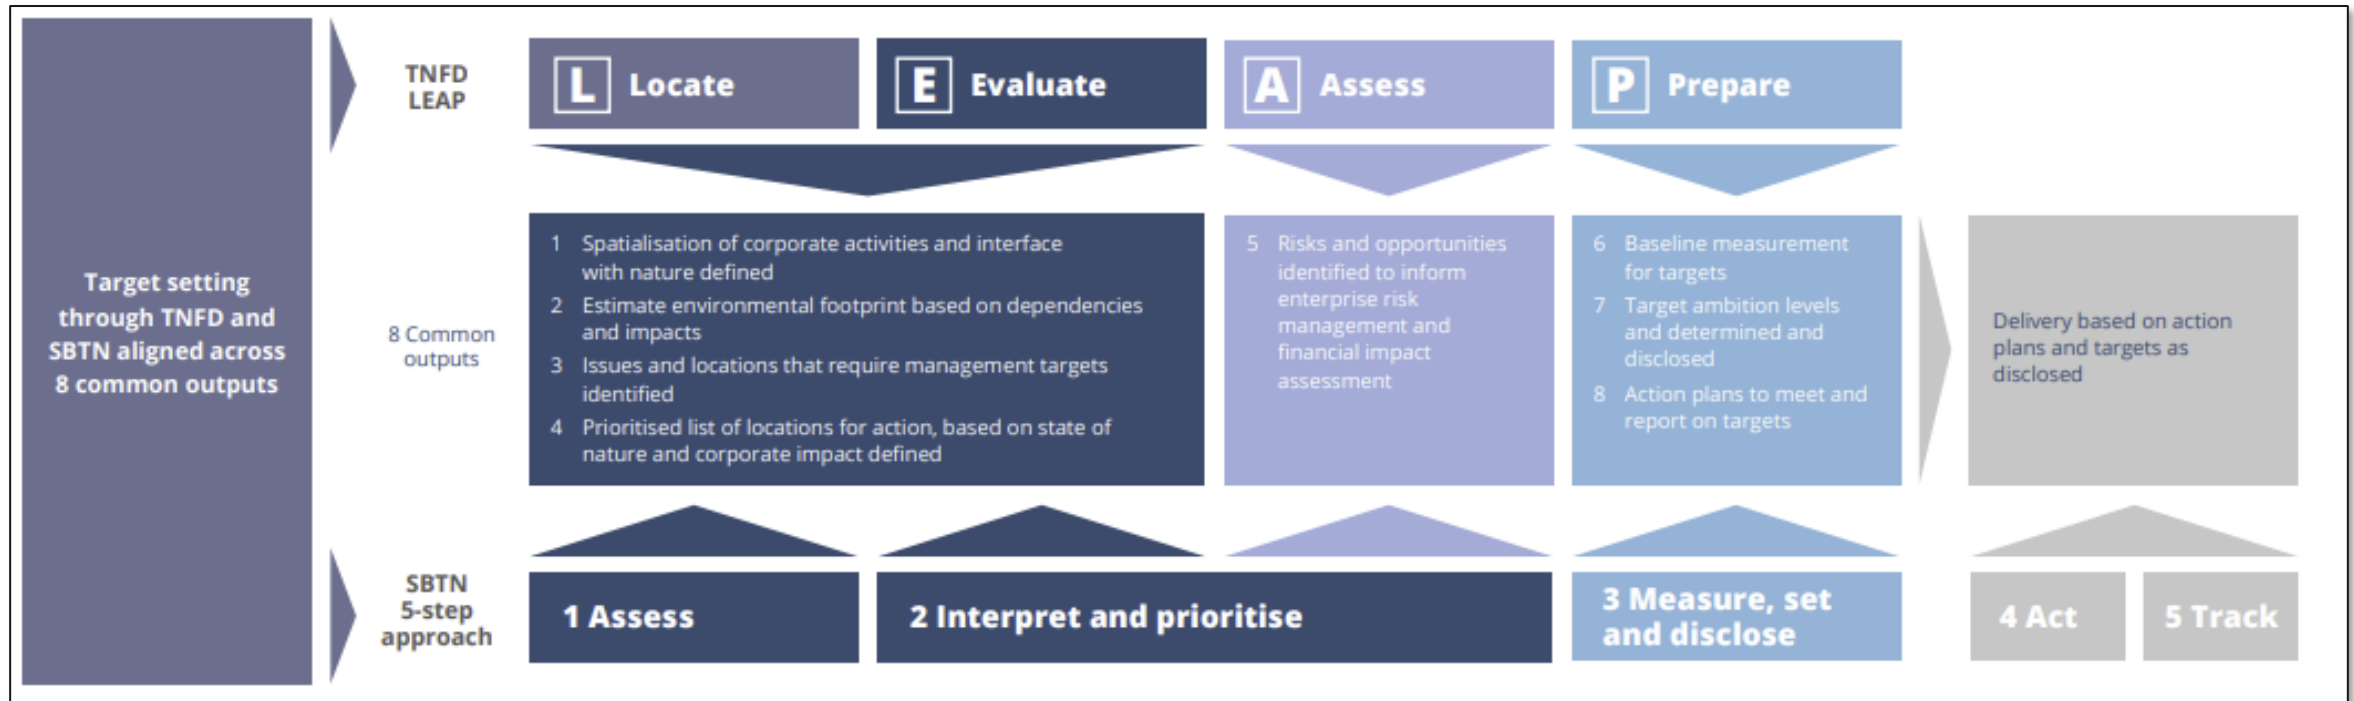 Target setting
through TNFD and
SBTN aligned across
8 common outputs
TNFD
LEAP
L Locate
E Evaluate
A Assess
P Prepare
8 Common
outputs
1 Spatialisation of corporate activities and interface
with nature defined
2 Estimate environmental footprint based on dependencies
and impacts
3 Issues and locations that require management targets
identified
4 Prioritised list of locations for action, based on state of
nature and corporate impact defined
5 Risks and opportunities
identified to inform
enterprise risk
management and
financial impact
assessment
6 Baseline measurement
for targets
7 Target ambition levels
and determined and
disclosed
8 Action plans to meet and
report on targets
Delivery based on action
plans and targets as
disclosed
SBTN
5-step
approach
1 Assess
2 Interpret and prioritise
3 Measure, set
and disclose
4 Act
5 Track